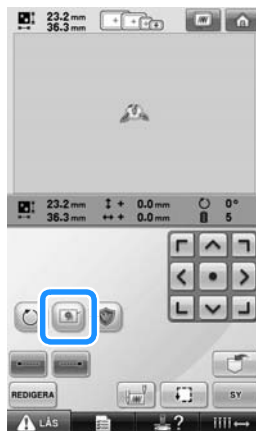 23.2 mm
36.3 mm
23.2 mm + 0.0 mm 0°
36.3 mm + 0.0 mm 5
REDIGERA SY
LÅS ?